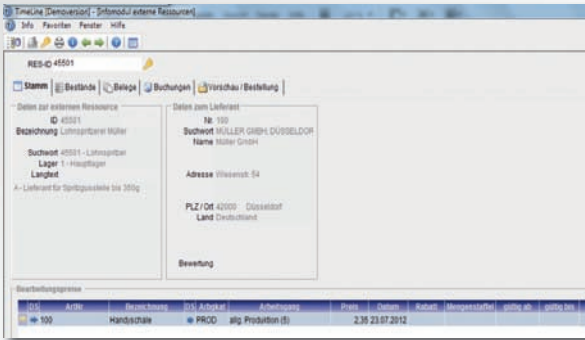 TimeLine [Demoversion] - [Infomodul externe Ressourcen]
Info Favoriten Fenster Hilfe
RES-ID 45501
Stamm Bestände Belege Buchungen Vorschau / Bestellung
Daten zur externen Ressource
ID 45501
Bezeichnung Lohnspritzerei Müller
Suchwort 45501 - Lohnspritzer
Lager 1 - Hauptlager
Langtext
A - Lieferant für Spritzgussteile bis 350g
Daten zum Lieferant
Nr. 100
Suchwort MÜLLER GMBH, DÜSSELDOR
Name Müller GmbH
Adresse Wiesenstr. 54
PLZ / Ort 42000 Düsseldorf
Land Deutschland
Bewertung
Bearbeitungspreise
DS ArtNr Bezeichnung DS Arbgkat Arbeitsgang Preis Datum Rabatt Mengenstaffel gültig ab gültig bis
100 Handyschale PROD allg. Produktion (5) 2.35 23.07.2012